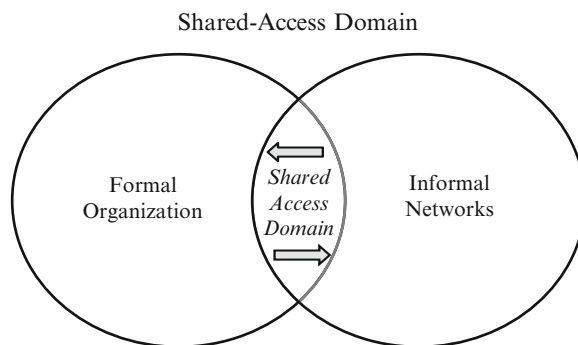 Shared-Access Domain
Formal
Organization
Shared
Access
Domain
Informal
Networks